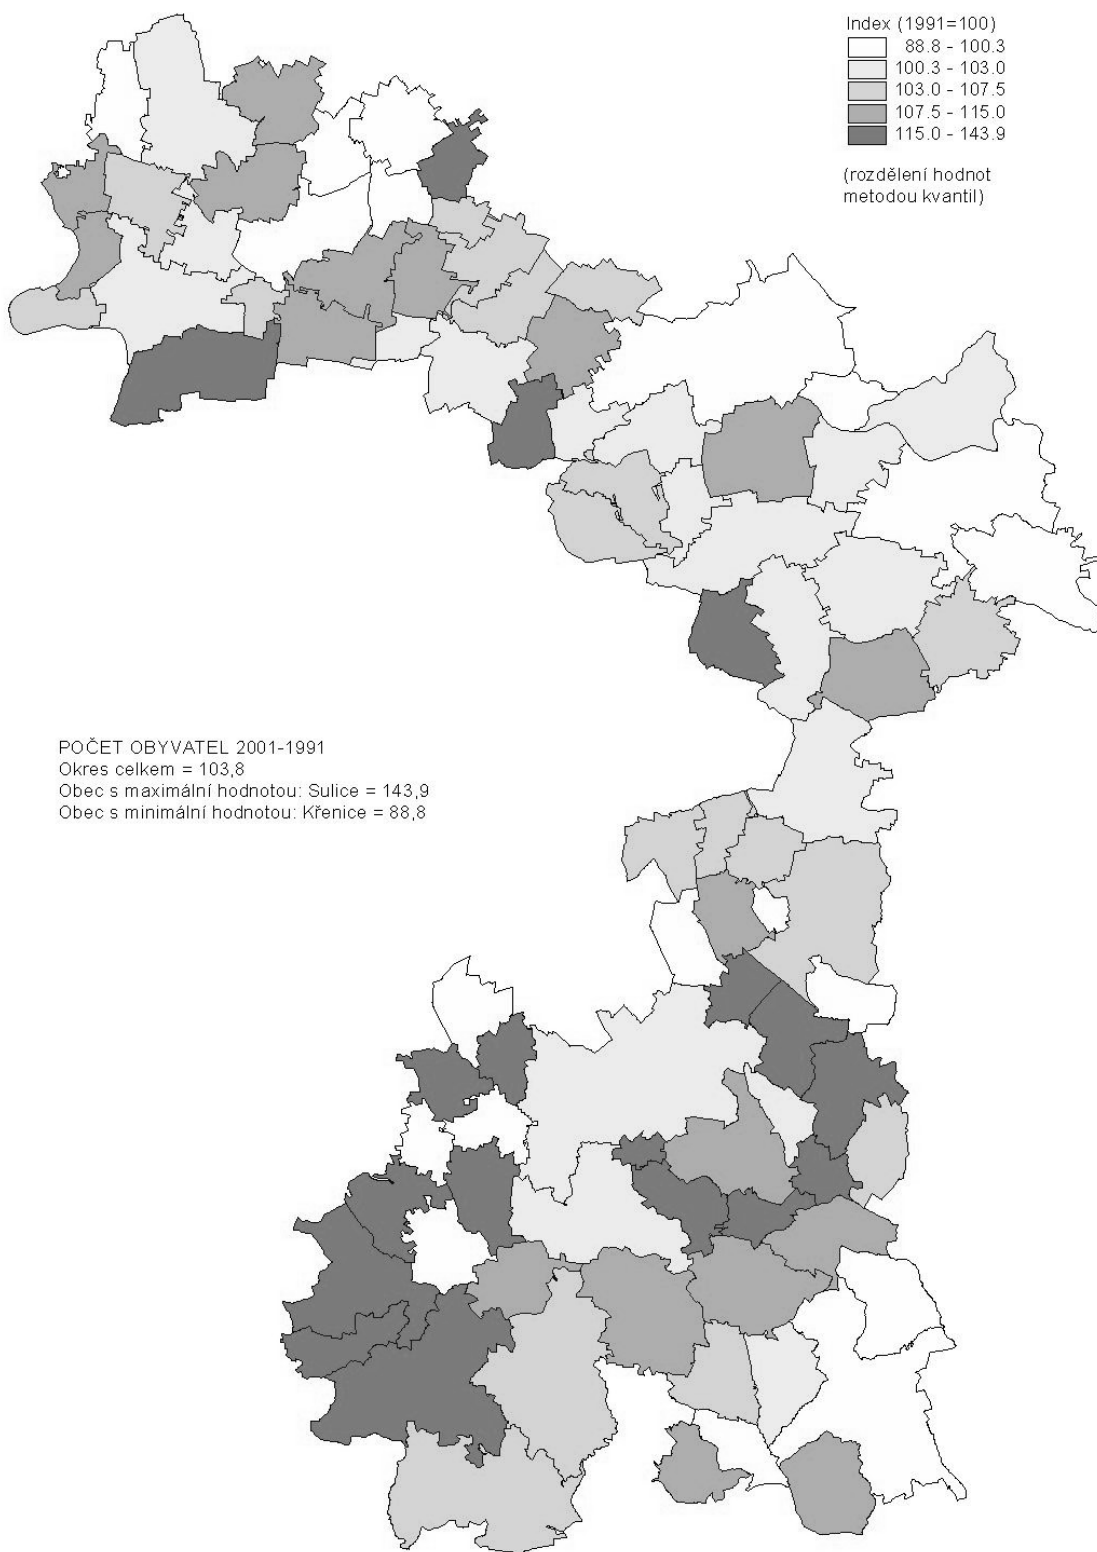 Index (1991=100)
88.8 - 100.3
100.3 - 103.0
103.0 - 107.5
107.5 - 115.0
115.0 - 143.9
(rozdělení hodnot
metodou kvantil)
POČET OBYVATEL 2001-1991
Okres celkem = 103,8
Obec s maximální hodnotou: Sulice = 143,9
Obec s minimální hodnotou: Křenice = 88,8